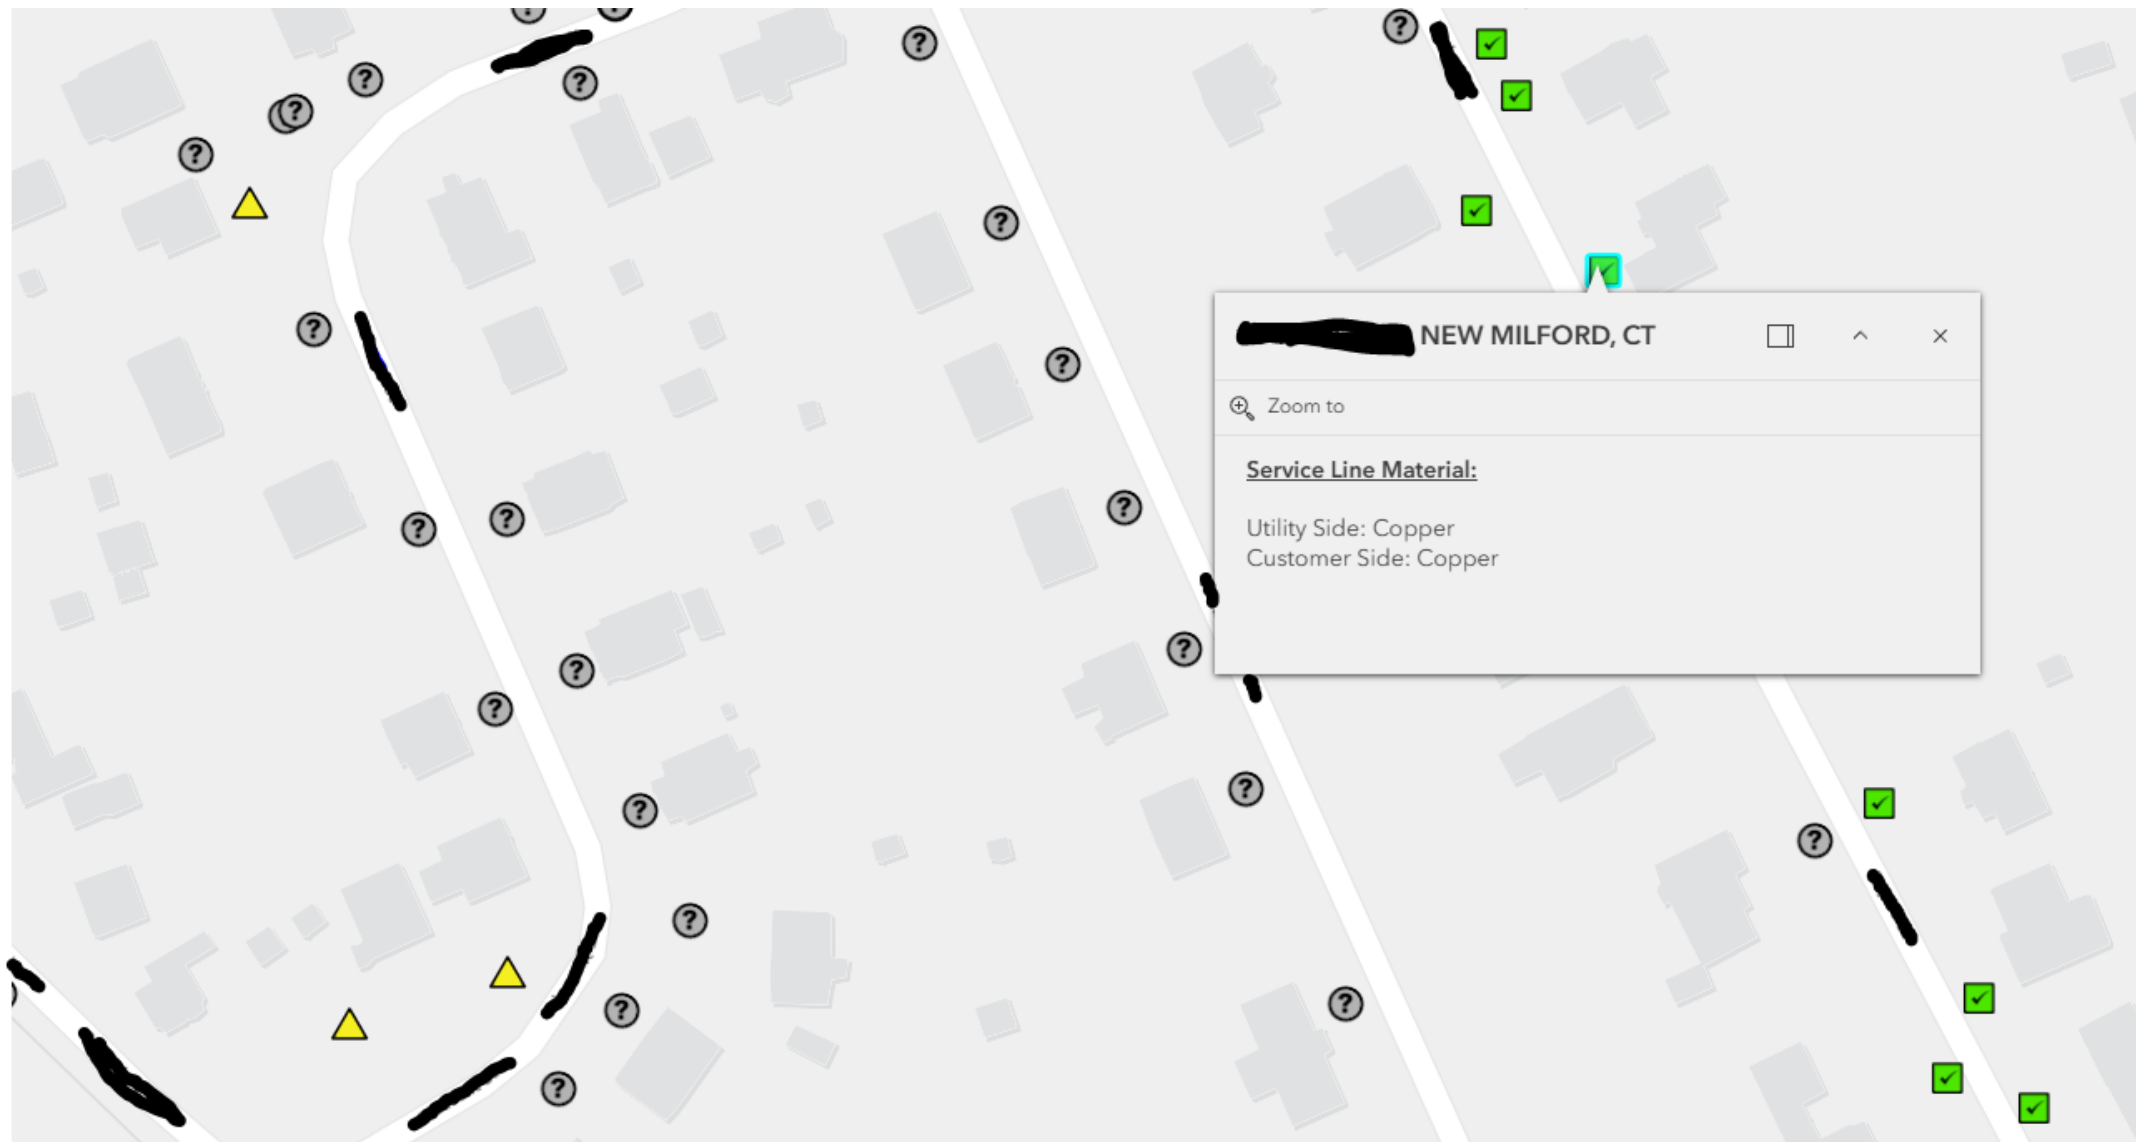 NEW MILFORD, CT
Zoom to
Service Line Material:
Utility Side: Copper
Customer Side: Copper